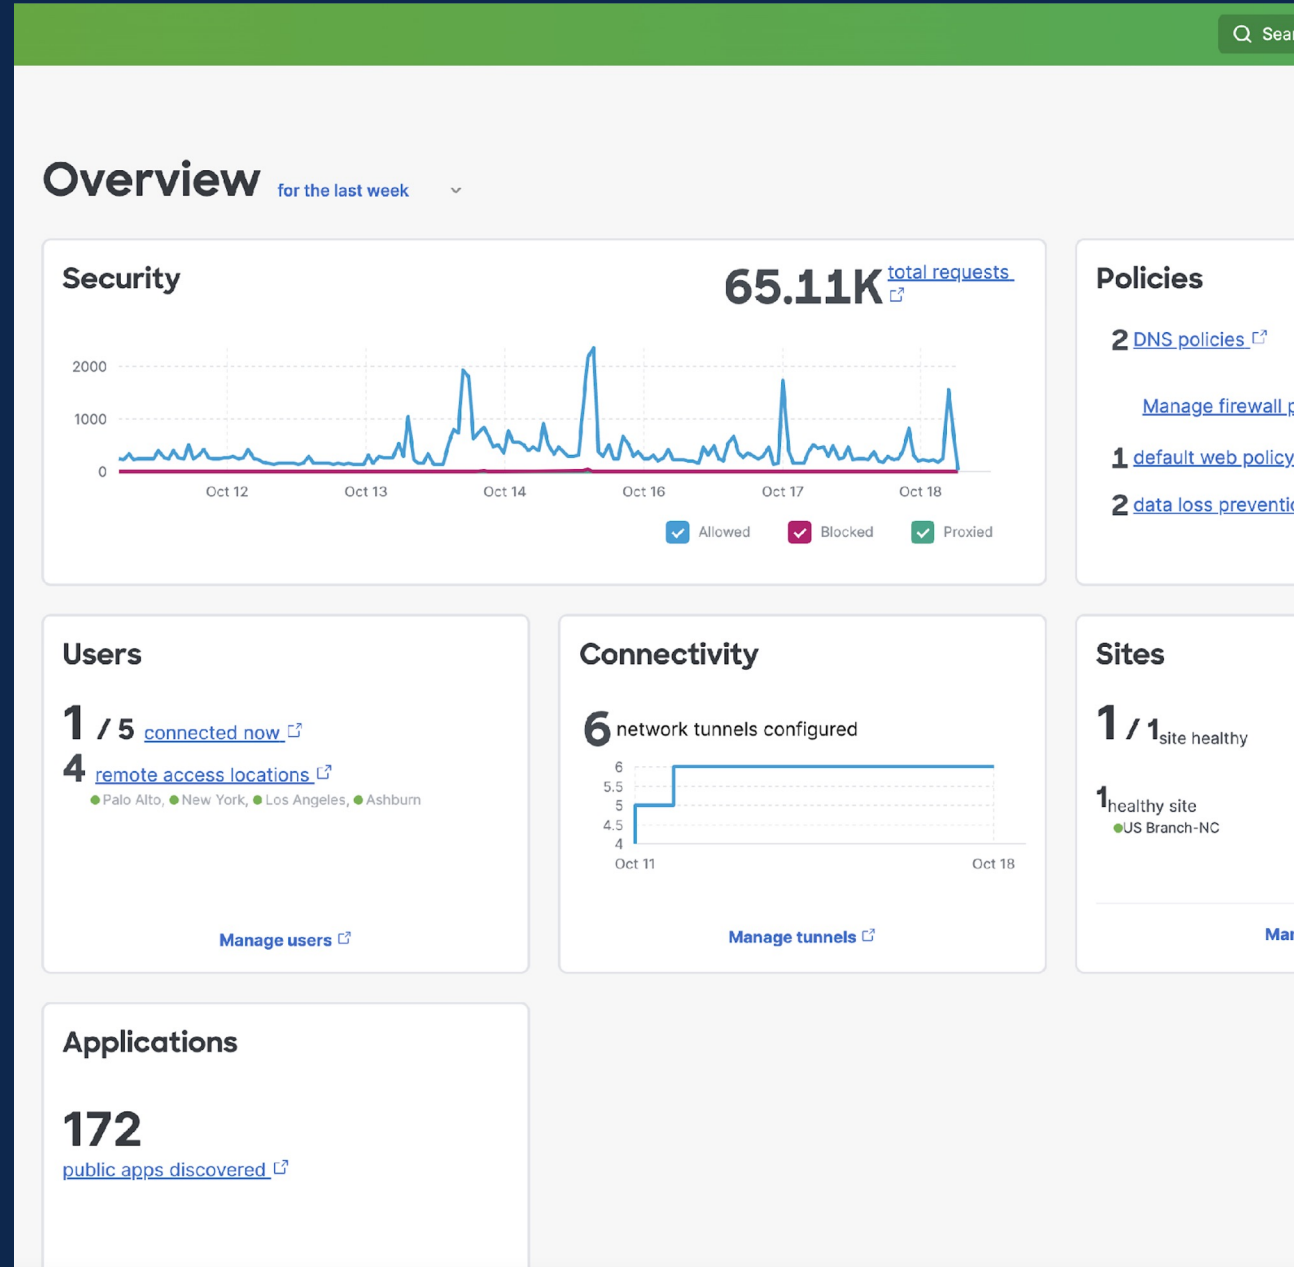 Sear
Overview for the last week
Security
65.11K total requests
2000
1000
0
Oct 12 Oct 13 Oct 14 Oct 16 Oct 17 Oct 18
Allowed Blocked Proxied
Policies
2 DNS policies
Manage firewall p
1 default web policy
2 data loss preventio
Users
1 / 5 connected now
4 remote access locations
Palo Alto, New York, Los Angeles, Ashburn
Manage users
Connectivity
6 network tunnels configured
6
5.5
5
4.5
4
Oct 11 Oct 18
Manage tunnels
Sites
1 / 1 site healthy
1 healthy site
US Branch-NC
Man
Applications
172
public apps discovered